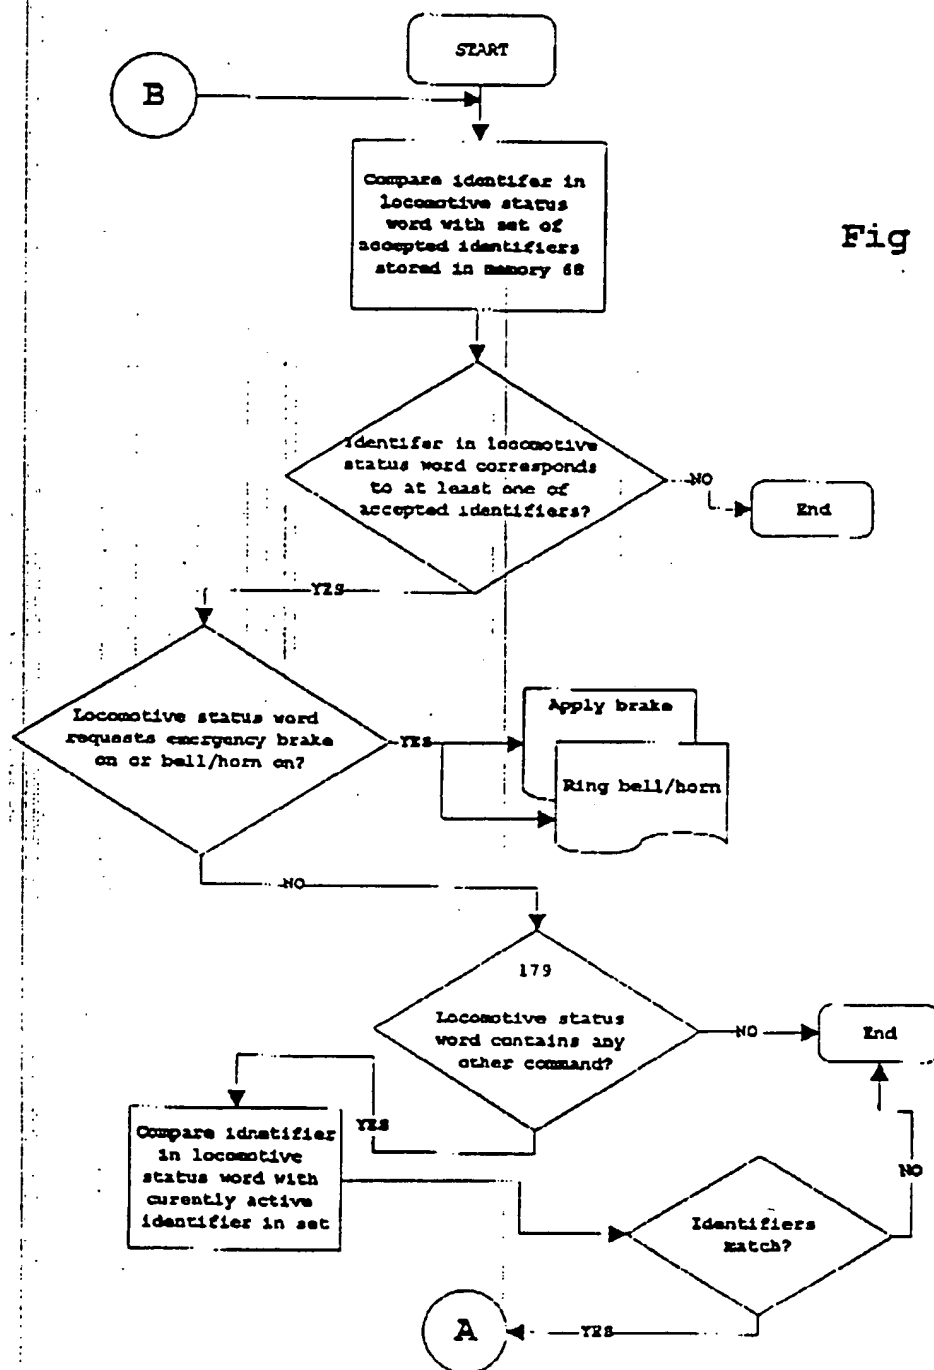 START
B
Compare identifer in
locomotive status
word with set of
accepted identifiers
stored in memory 68
Fig
Identifer in locomotive
status word corresponds
to at least one of
accepted identifiers?
NO
End
YES
Locomotive status word
requests emergency brake
on or bell/horn on?
YES
Apply brake
Ring bell/horn
NO
179
Locomotive status
word contains any
other command?
NO
End
YES
Compare idnetifier
in locomotive
status word with
curently active
identifier in set
NO
Identifiers
match?
A
YES